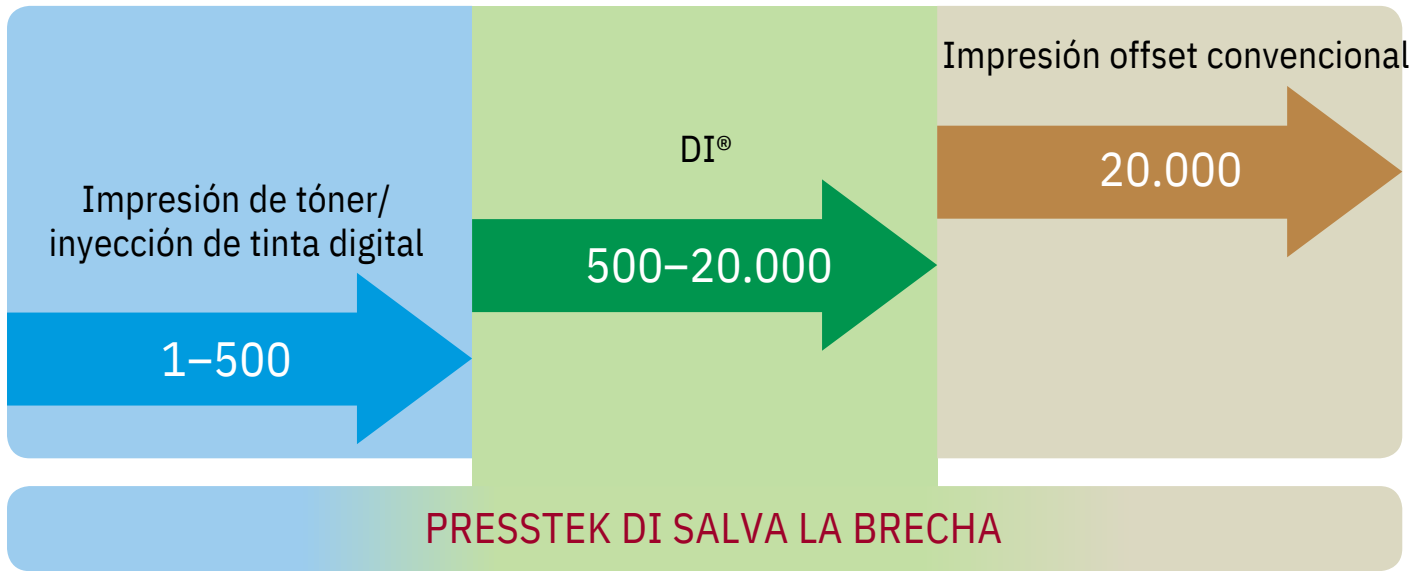 Impresión de tóner/
inyección de tinta digital
1–500
DI®
500–20.000
Impresión offset convencional
20.000
PRESSTEK DI SALVA LA BRECHA